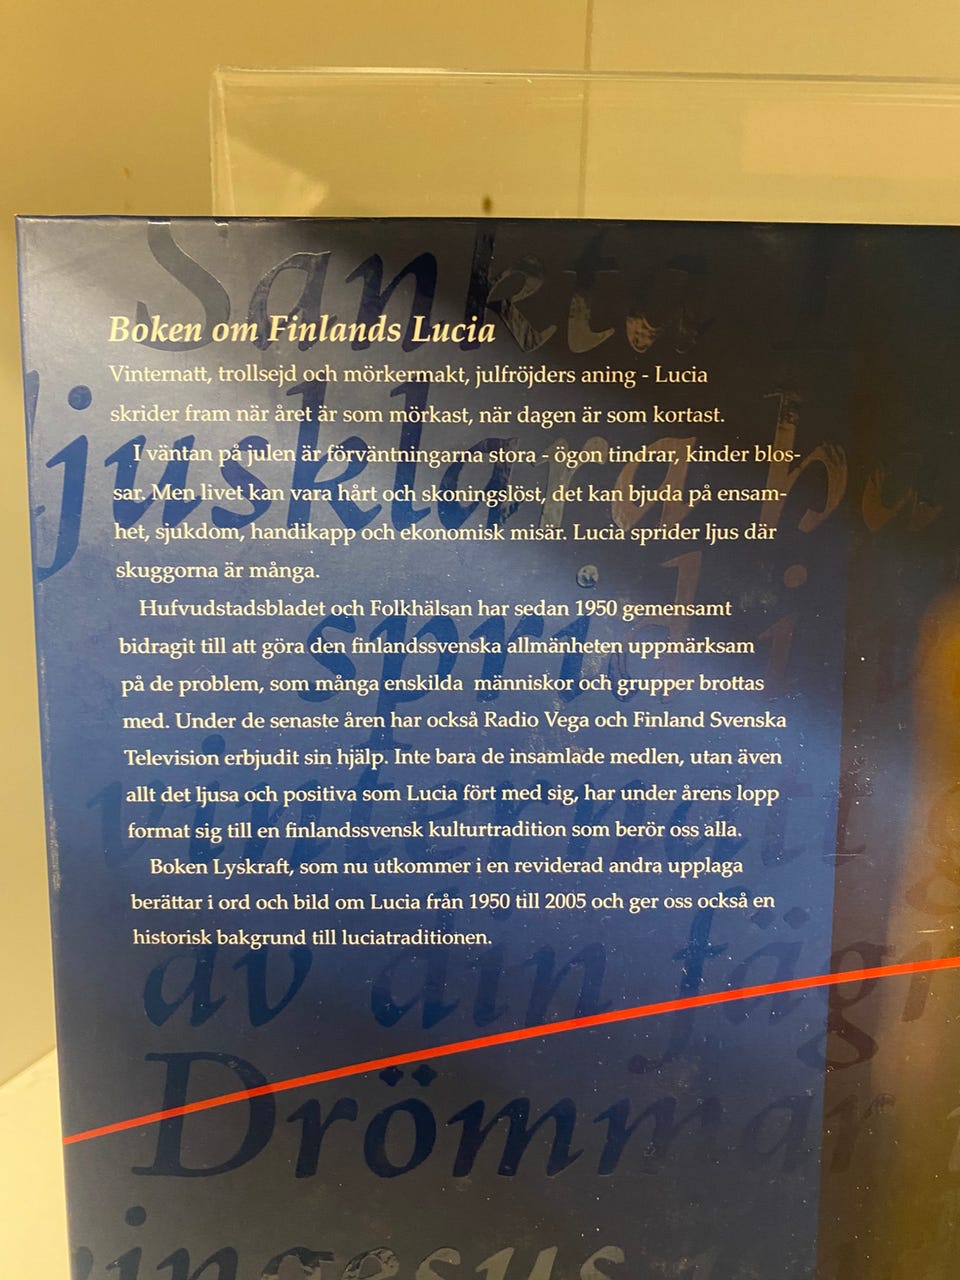 Sankta
Boken om Finlands Lucia
Vinternatt, trollsejd och mörkermakt, julfröjders aning - Lucia
skrider fram när året är som mörkast, när dagen är som kortast.
ljusklara
I väntan på julen är förväntningarna stora - ögon tindrar, kinder blos-
sar. Men livet kan vara hårt och skoningslöst, det kan bjuda på ensam-
het, sjukdom, handikapp och ekonomisk misär. Lucia sprider ljus där
skuggorna är många.
sprid i
Hufvudstadsbladet och Folkhälsan har sedan 1950 gemensamt
bidragit till att göra den finlandssvenska allmänheten uppmärksam
på de problem, som många enskilda människor och grupper brottas
med. Under de senaste åren har också Radio Vega och Finland Svenska
Television erbjudit sin hjälp. Inte bara de insamlade medlen, utan även
vinternatt
allt det ljusa och positiva som Lucia fört med sig, har under årens lopp
format sig till en finlandssvensk kulturtradition som berör oss alla.
Boken Lyskraft, som nu utkommer i en reviderad andra upplaga
berättar i ord och bild om Lucia från 1950 till 2005 och ger oss också en
historisk bakgrund till luciatraditionen.
av din fäg
Drömmar